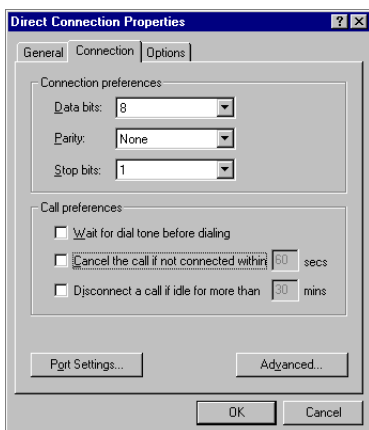 Direct Connection Properties
General Connection Options
Connection preferences
Data bits: 8
Parity: None
Stop bits: 1
Call preferences
Wait for dial tone before dialing
Cancel the call if not connected within 60 secs
Disconnect a call if idle for more than 30 mins
Port Settings... Advanced...
OK Cancel